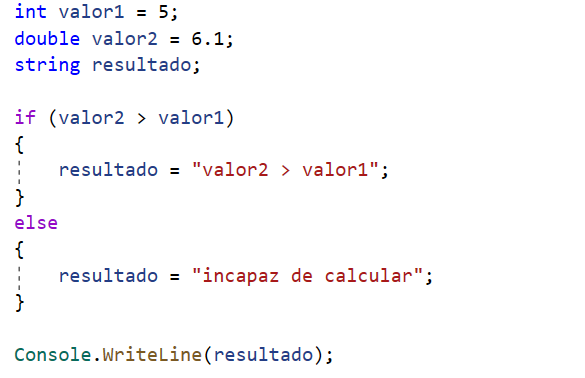 int valor1 = 5;
double valor2 = 6.1;
string resultado;

if (valor2 > valor1)
{
    resultado = "valor2 > valor1";
}
else
{
    resultado = "incapaz de calcular";
}

Console.WriteLine(resultado);